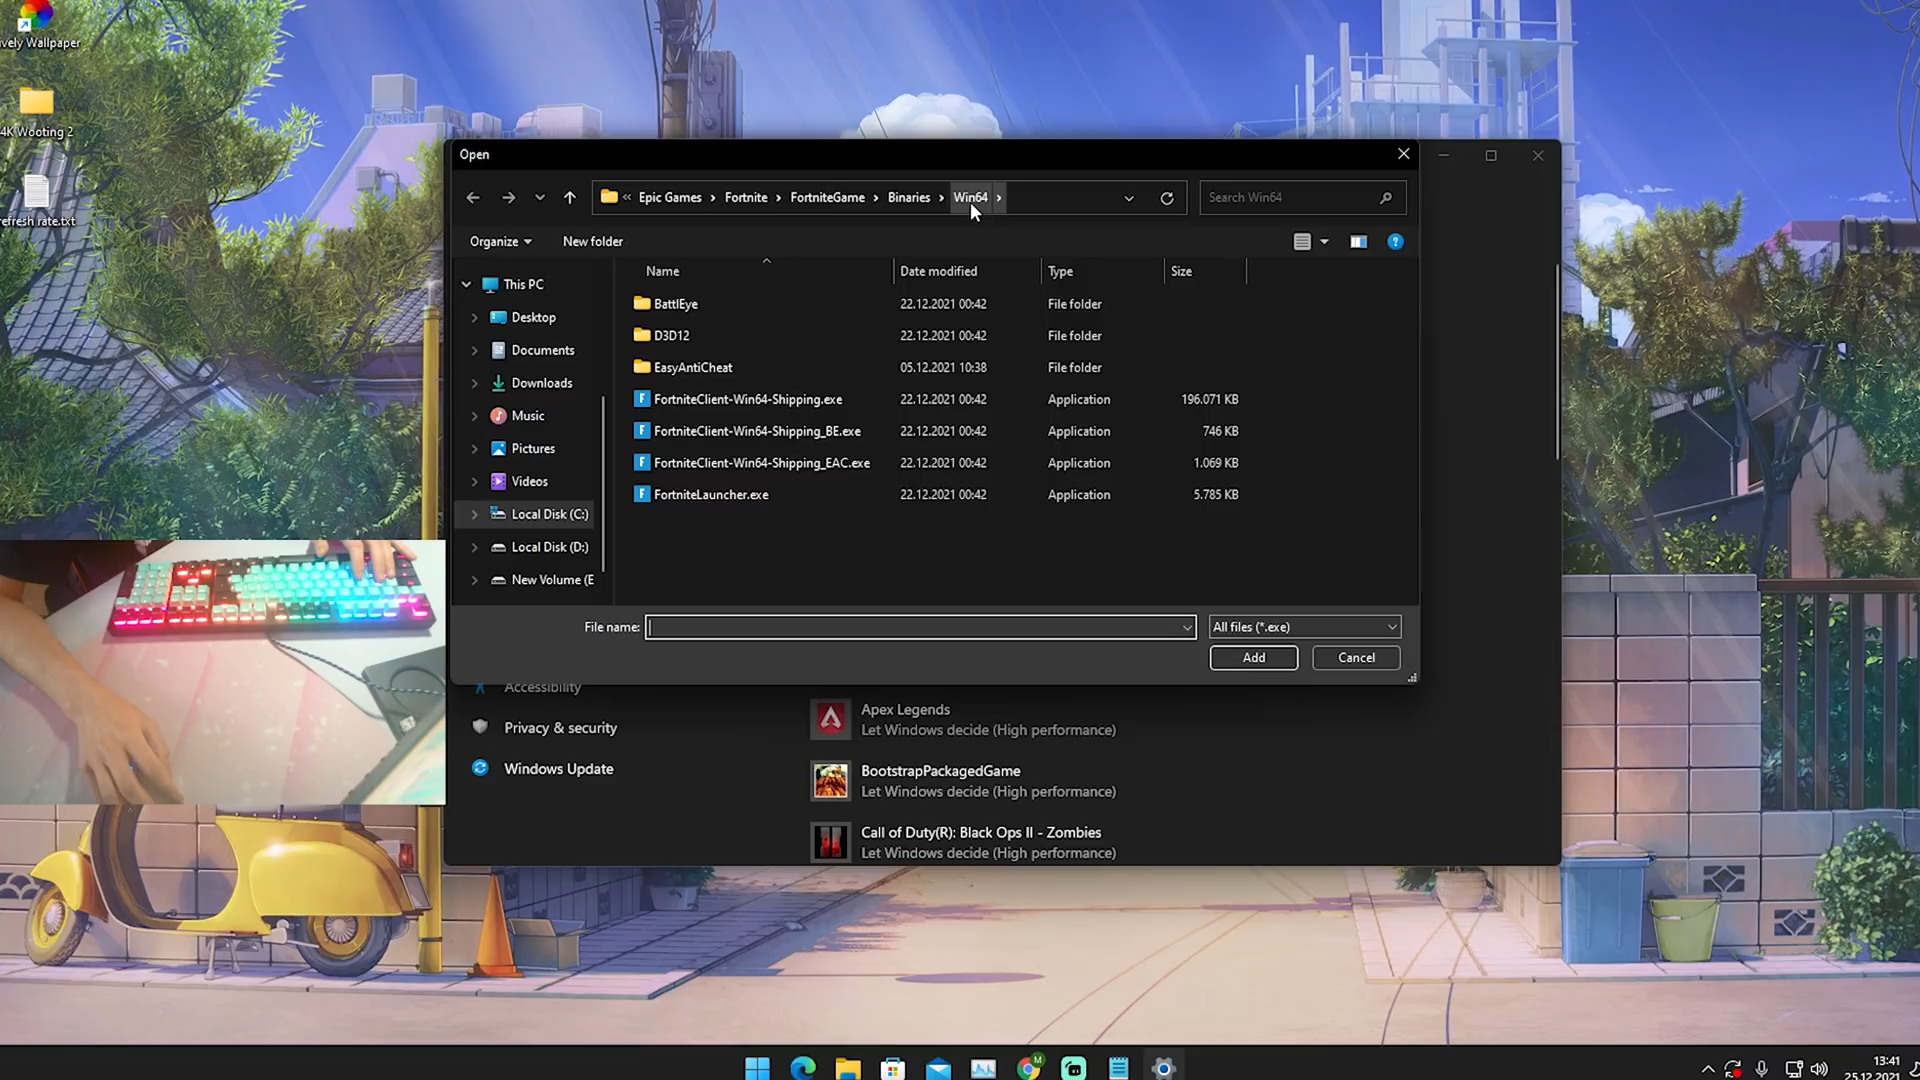 ively Wallpaper
4K Wooting 2
refresh rate.txt
Open
« Epic Games > Fortnite > FortniteGame > Binaries > Win64 >
Search Win64
Organize
New folder
Name
Date modified
Type
Size
This PC
Desktop
Documents
Downloads
Music
Pictures
Videos
Local Disk (C:)
Local Disk (D:)
New Volume (E
BattlEye 22.12.2021 00:42 File folder
D3D12 22.12.2021 00:42 File folder
EasyAntiCheat 05.12.2021 10:38 File folder
FortniteClient-Win64-Shipping.exe 22.12.2021 00:42 Application 196.071 KB
FortniteClient-Win64-Shipping_BE.exe 22.12.2021 00:42 Application 746 KB
FortniteClient-Win64-Shipping_EAC.exe 22.12.2021 00:42 Application 1.069 KB
FortniteLauncher.exe 22.12.2021 00:42 Application 5.785 KB
File name:
All files (*.exe)
Add
Cancel
Accessibility
Privacy & security
Windows Update
Apex Legends
Let Windows decide (High performance)
BootstrapPackagedGame
Let Windows decide (High performance)
Call of Duty(R): Black Ops II - Zombies
Let Windows decide (High performance)
M
13:41
25.12.2021